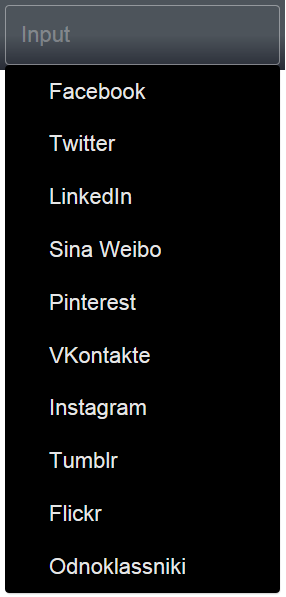 Input
Facebook
Twitter
LinkedIn
Sina Weibo
Pinterest
VKontakte
Instagram
Tumblr
Flickr
Odnoklassniki